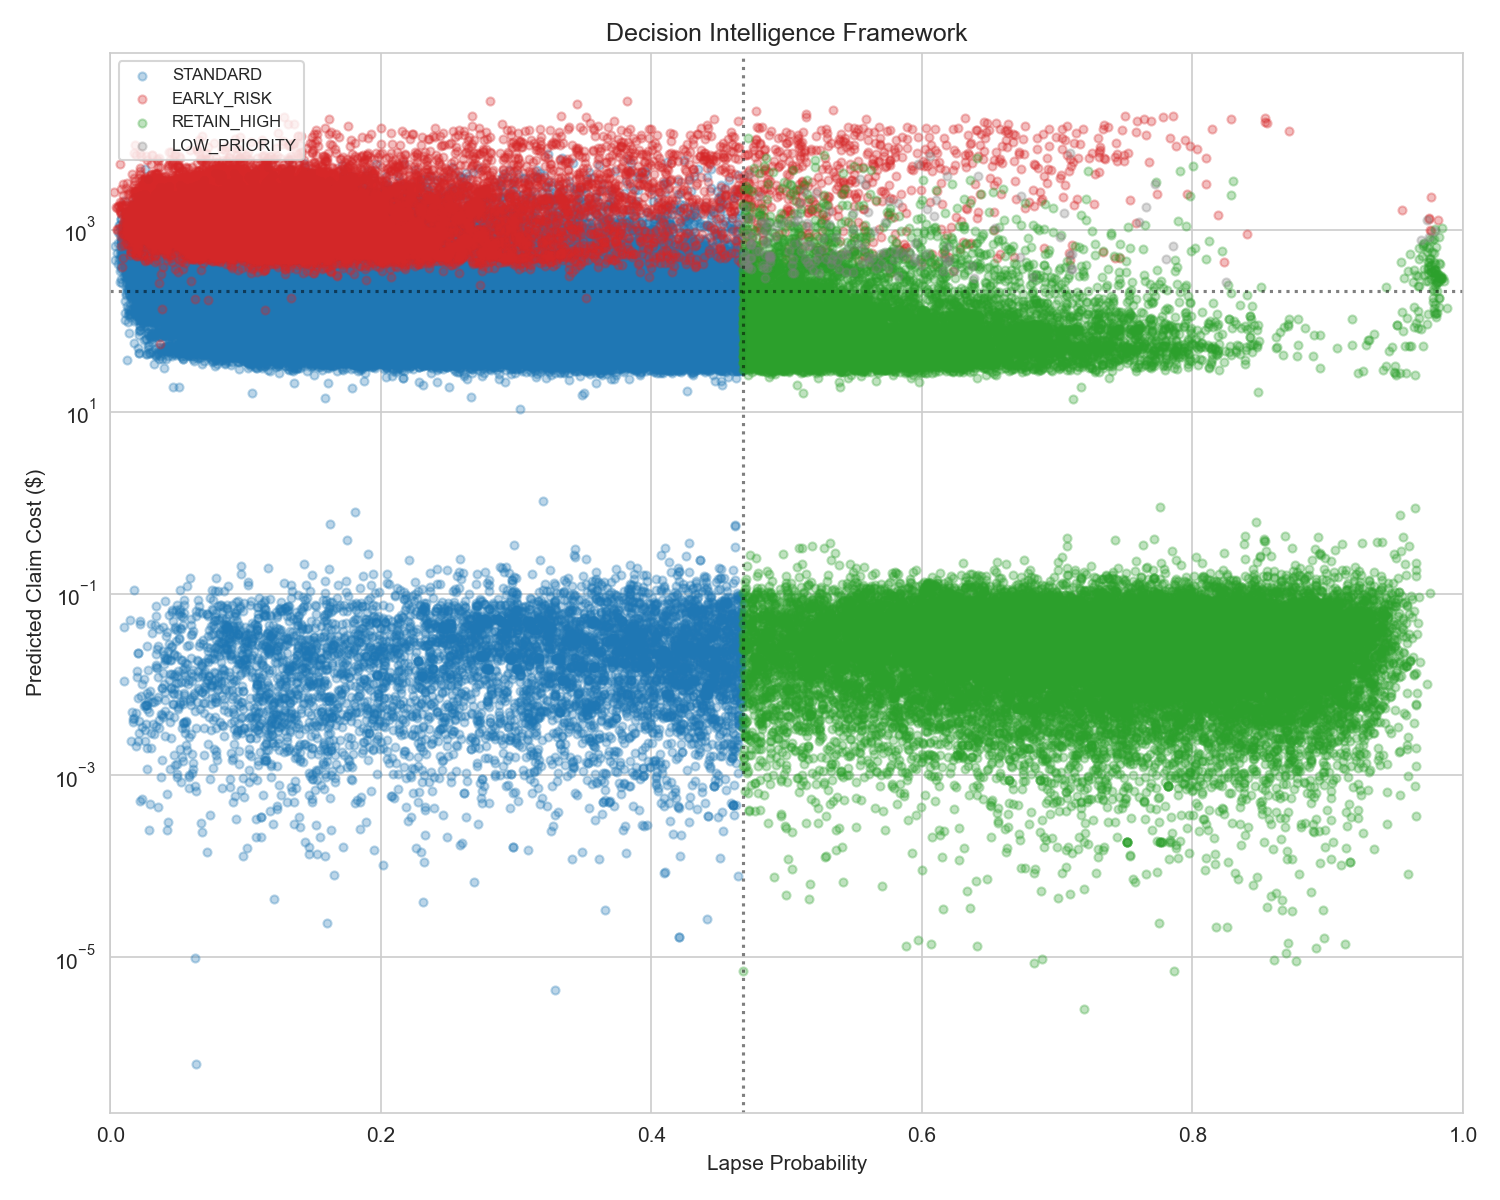 Decision Intelligence Framework
STANDARD
EARLY_RISK
RETAIN_HIGH
LOW_PRIORITY
Predicted Claim Cost ($)
10^3
10^1
10^-1
10^-3
10^-5
0.0 0.2 0.4 0.6 0.8 1.0
Lapse Probability